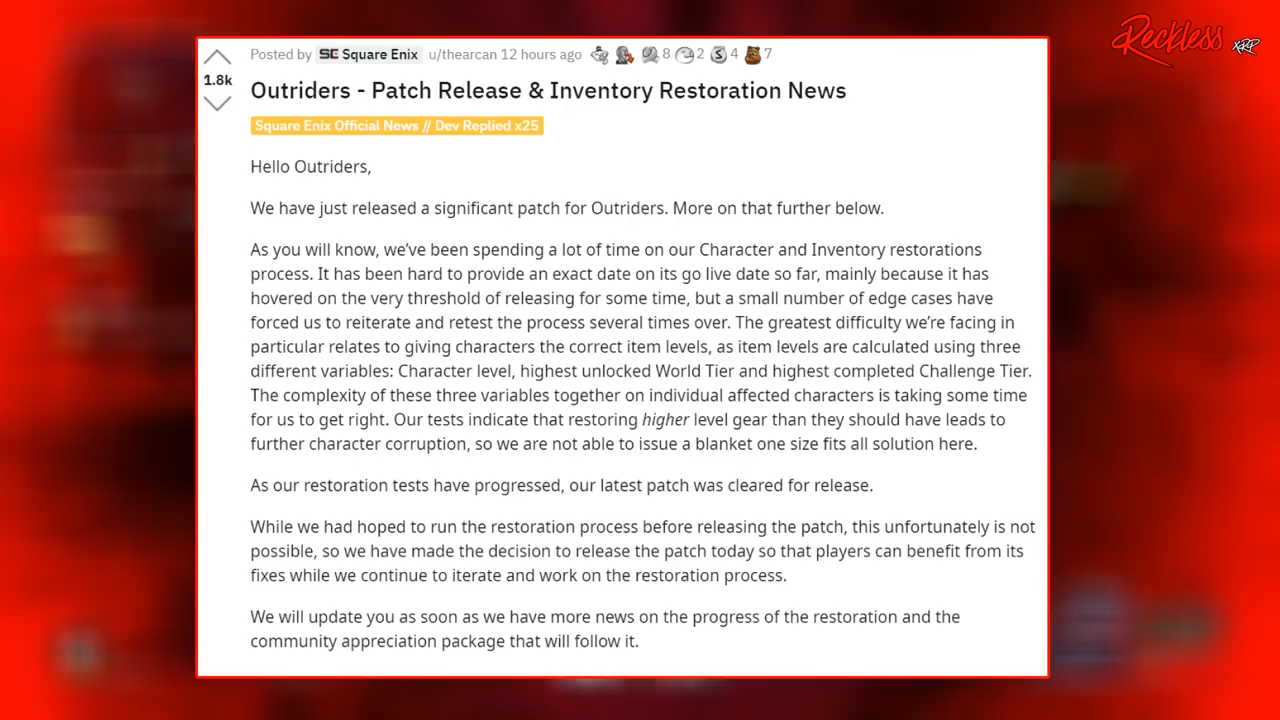 Reckless
XRP
Posted by SE Square Enix u/thearcan 12 hours ago 8 2 S 4 7
1.8k
Outriders - Patch Release & Inventory Restoration News
Square Enix Official News // Dev Replied x25
Hello Outriders,
We have just released a significant patch for Outriders. More on that further below.
As you will know, we’ve been spending a lot of time on our Character and Inventory restorations
process. It has been hard to provide an exact date on its go live date so far, mainly because it has
hovered on the very threshold of releasing for some time, but a small number of edge cases have
forced us to reiterate and retest the process several times over. The greatest difficulty we’re facing in
particular relates to giving characters the correct item levels, as item levels are calculated using three
different variables: Character level, highest unlocked World Tier and highest completed Challenge Tier.
The complexity of these three variables together on individual affected characters is taking some time
for us to get right. Our tests indicate that restoring higher level gear than they should have leads to
further character corruption, so we are not able to issue a blanket one size fits all solution here.
As our restoration tests have progressed, our latest patch was cleared for release.
While we had hoped to run the restoration process before releasing the patch, this unfortunately is not
possible, so we have made the decision to release the patch today so that players can benefit from its
fixes while we continue to iterate and work on the restoration process.
We will update you as soon as we have more news on the progress of the restoration and the
community appreciation package that will follow it.